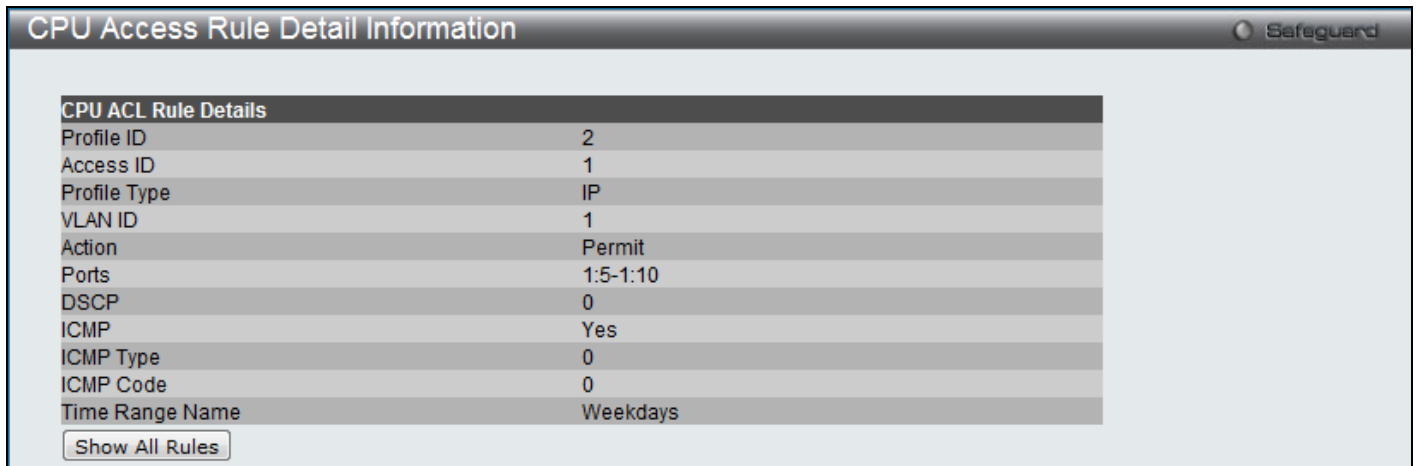 CPU Access Rule Detail Information
Safeguard
CPU ACL Rule Details
Profile ID 2
Access ID 1
Profile Type IP
VLAN ID 1
Action Permit
Ports 1:5-1:10
DSCP 0
ICMP Yes
ICMP Type 0
ICMP Code 0
Time Range Name Weekdays
Show All Rules